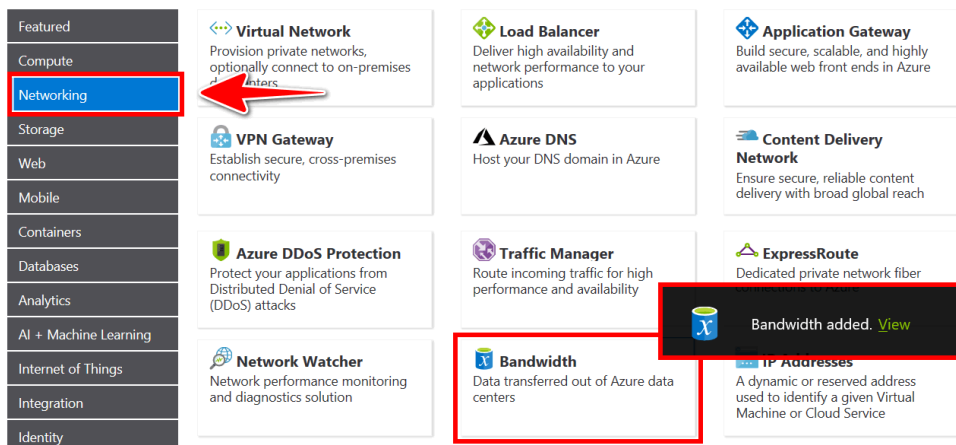 Featured
Compute
Networking
Storage
Web
Mobile
Containers
Databases
Analytics
AI + Machine Learning
Internet of Things
Integration
Identity
Virtual Network
Provision private networks,
optionally connect to on-premises
Load Balancer
Deliver high availability and
network performance to your
applications
Application Gateway
Build secure, scalable, and highly
available web front ends in Azure
VPN Gateway
Establish secure, cross-premises
connectivity
Azure DNS
Host your DNS domain in Azure
Content Delivery
Network
Ensure secure, reliable content
delivery with broad global reach
Azure DDoS Protection
Protect your applications from
Distributed Denial of Service
(DDoS) attacks
Traffic Manager
Route incoming traffic for high
performance and availability
ExpressRoute
Dedicated private network fiber
Bandwidth added. View
Network Watcher
Network performance monitoring
and diagnostics solution
Bandwidth
Data transferred out of Azure data
centers
IP Addresses
A dynamic or reserved address
used to identify a given Virtual
Machine or Cloud Service